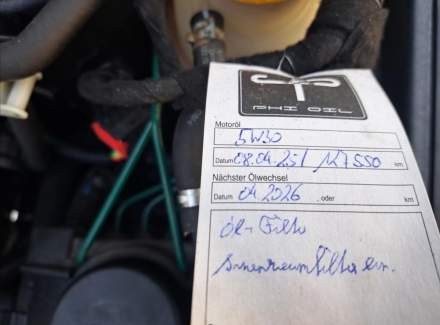 PHI OIL
Motoröl
5W30
Datum 08.04.25 / 127550 km
Nächster Ölwechsel
Datum 04.2026 oder km
Öl-Filter
Innenraumfilter ern.